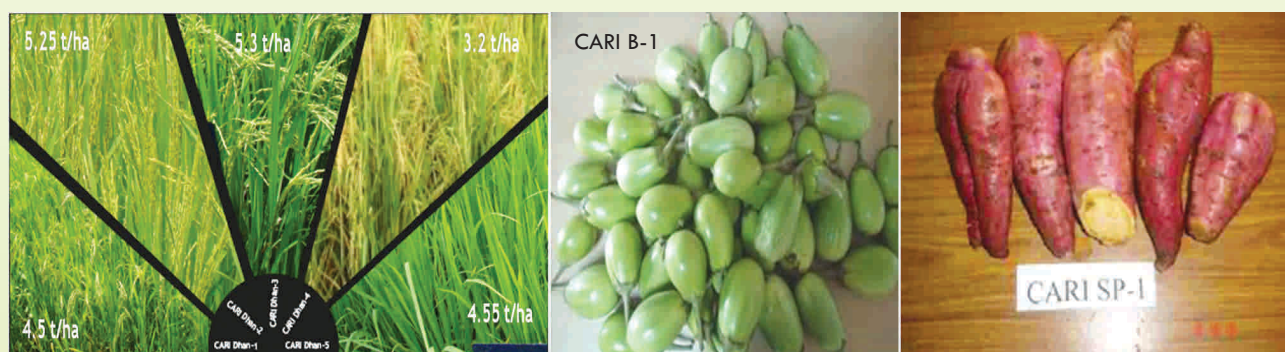 5.25 t/ha
5.3 t/ha
3.2 t/ha
4.5 t/ha
4.55 t/ha
CARI Dhan-1
CARI Dhan-2
CARI Dhan-3
CARI Dhan-4
CARI Dhan-5
CARI B-1
CARI SP-1